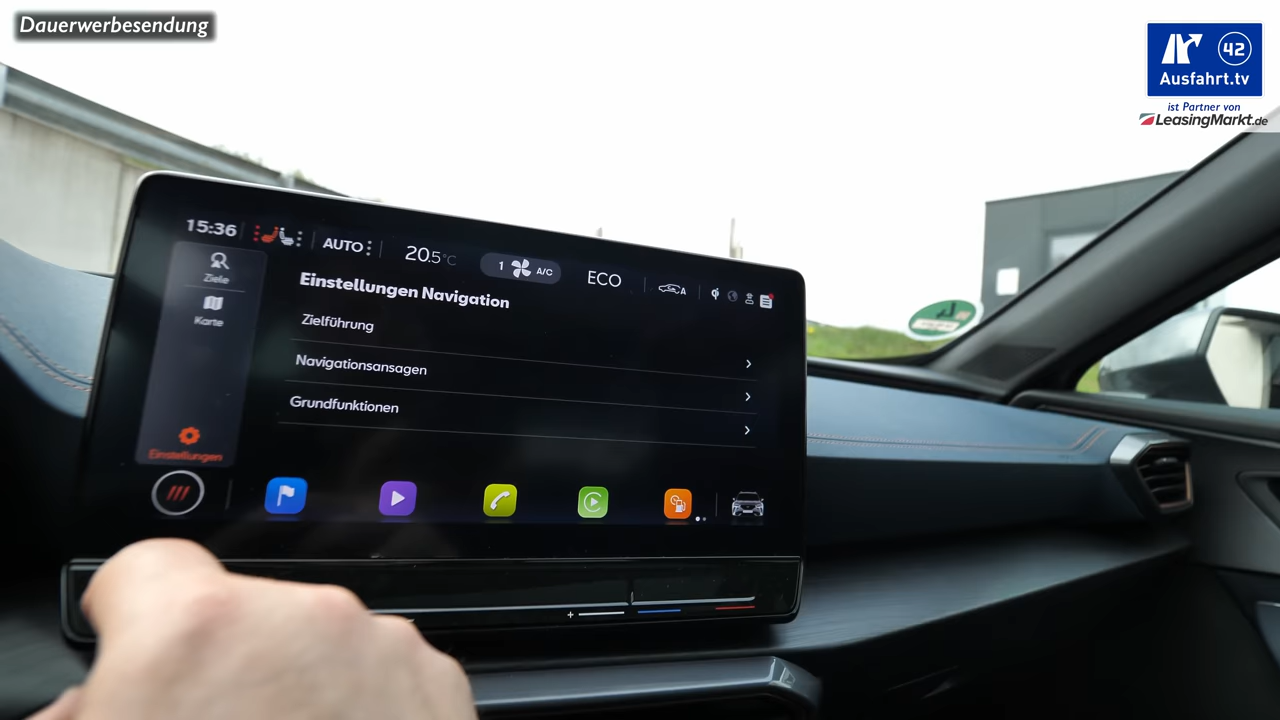 Dauerwerbesendung
42
Ausfahrt.tv
ist Partner von
LeasingMarkt.de
15:36
AUTO
20.5°C
1 A/C
ECO
A
Ziele
Karte
Einstellungen
Einstellungen Navigation
Zielführung
Navigationsansagen
Grundfunktionen
+